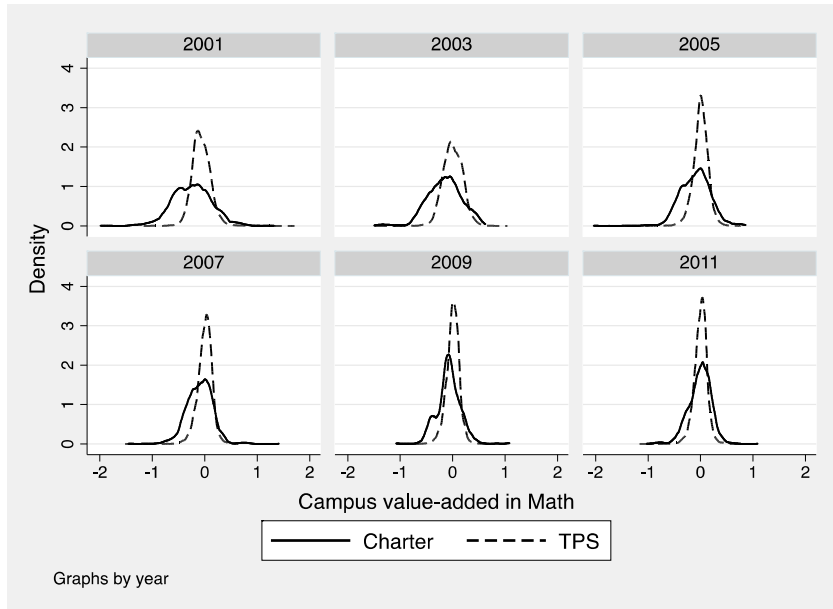 2001 2003 2005
4
3
2
1
0
2007 2009 2011
4
3
2
1
0
-2 -1 0 1 2 -2 -1 0 1 2 -2 -1 0 1 2
Density
Campus value-added in Math
Charter TPS
Graphs by year